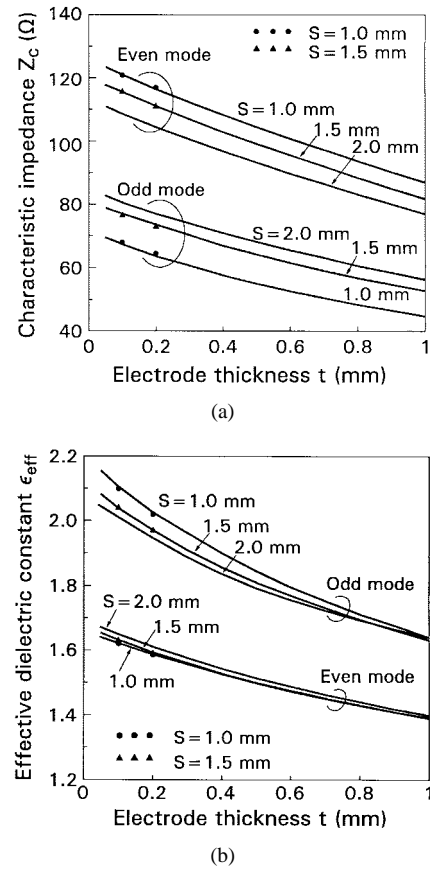 Characteristic impedance Z_C (Ω)
140
120
100
80
60
40
Even mode
• • • S=1.0 mm
▲ ▲ ▲ S=1.5 mm
S=1.0 mm
1.5 mm
2.0 mm
Odd mode
S=2.0 mm
1.5 mm
1.0 mm
0 0.2 0.4 0.6 0.8 1
Electrode thickness t (mm)
(a)
Effective dielectric constant ϵ_eff
2.2
2.0
1.8
1.6
1.4
1.2
S=1.0 mm
1.5 mm
2.0 mm
Odd mode
S=2.0 mm
1.5 mm
1.0 mm
Even mode
• • • S=1.0 mm
▲ ▲ ▲ S=1.5 mm
0 0.2 0.4 0.6 0.8 1
Electrode thickness t (mm)
(b)